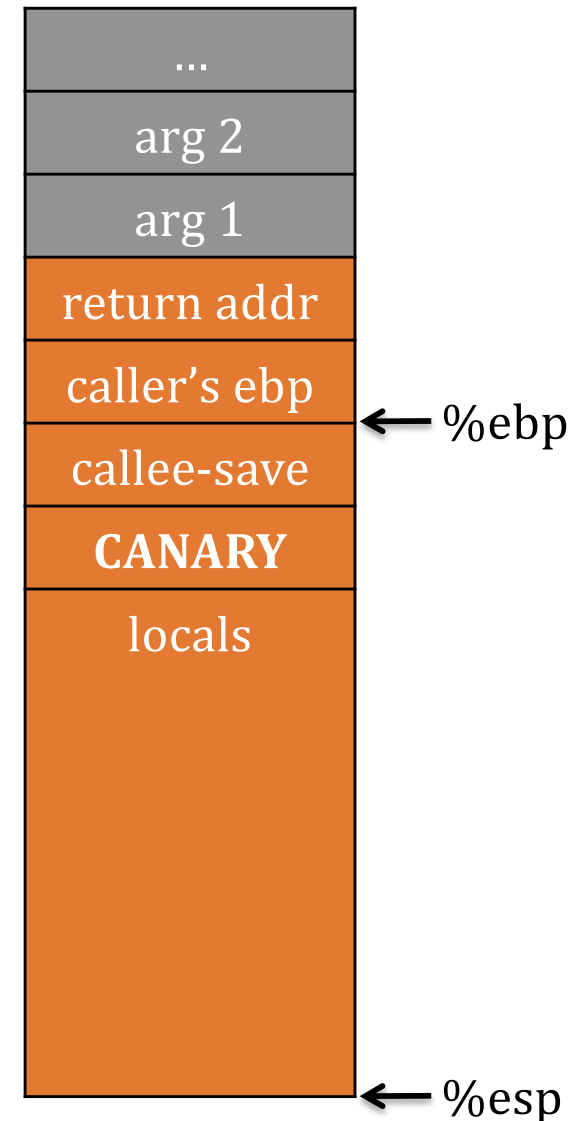 ...
arg 2
arg 1
return addr
caller’s ebp
%ebp
callee-save
CANARY
locals
%esp